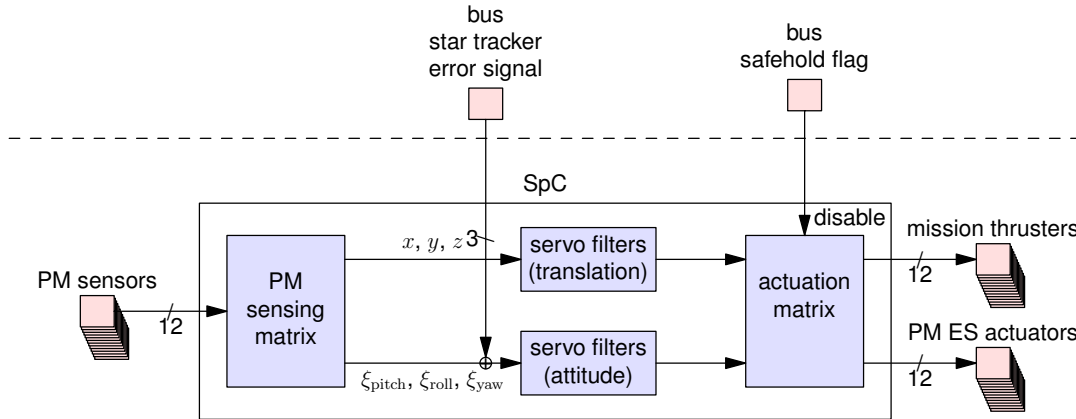 bus
star tracker
error signal
bus
safehold flag
SpC
disable
x, y, z 3
servo filters
(translation)
mission thrusters
12
PM sensors
12
PM
sensing
matrix
actuation
matrix
PM ES actuators
12
servo filters
(attitude)
ξpitch, ξroll, ξyaw